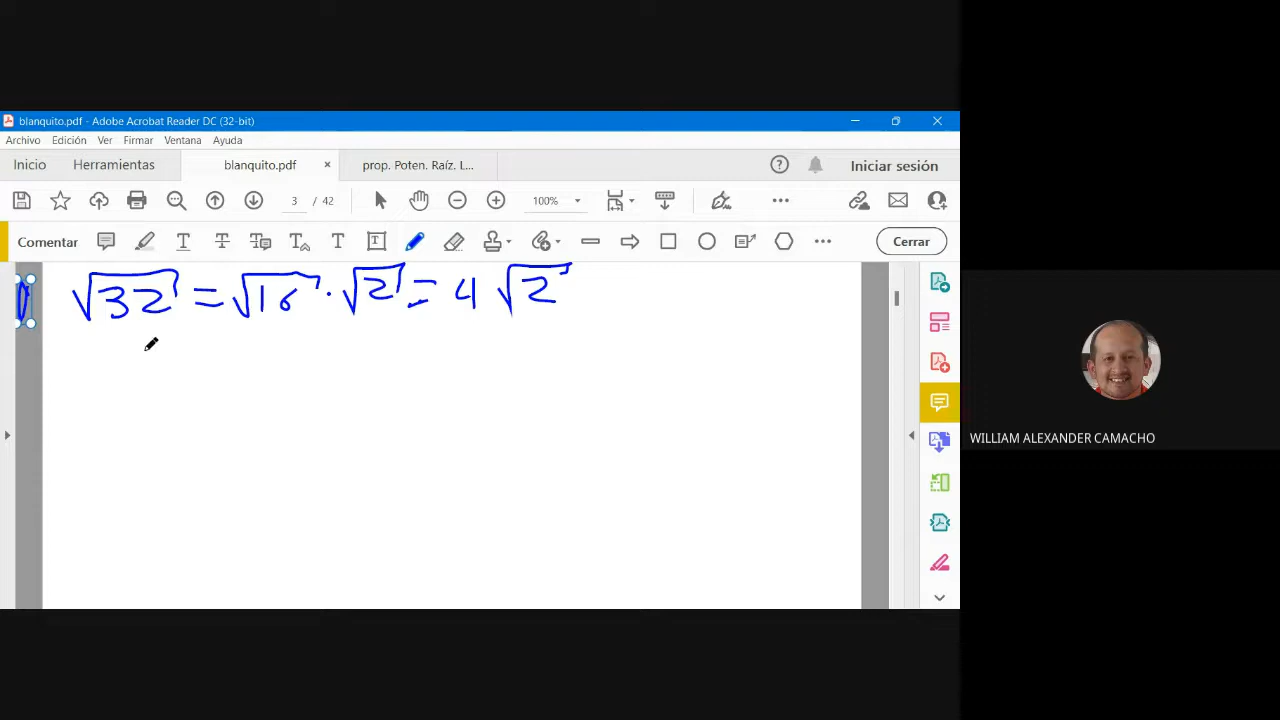 blanquito.pdf - Adobe Acrobat Reader DC (32-bit)
Archivo Edición Ver Firmar Ventana Ayuda
Inicio Herramientas blanquito.pdf × prop. Poten. Raíz. L... Iniciar sesión
3 / 42 100%
Comentar Cerrar
√32 = √16 · √2 = 4 √2
WILLIAM ALEXANDER CAMACHO